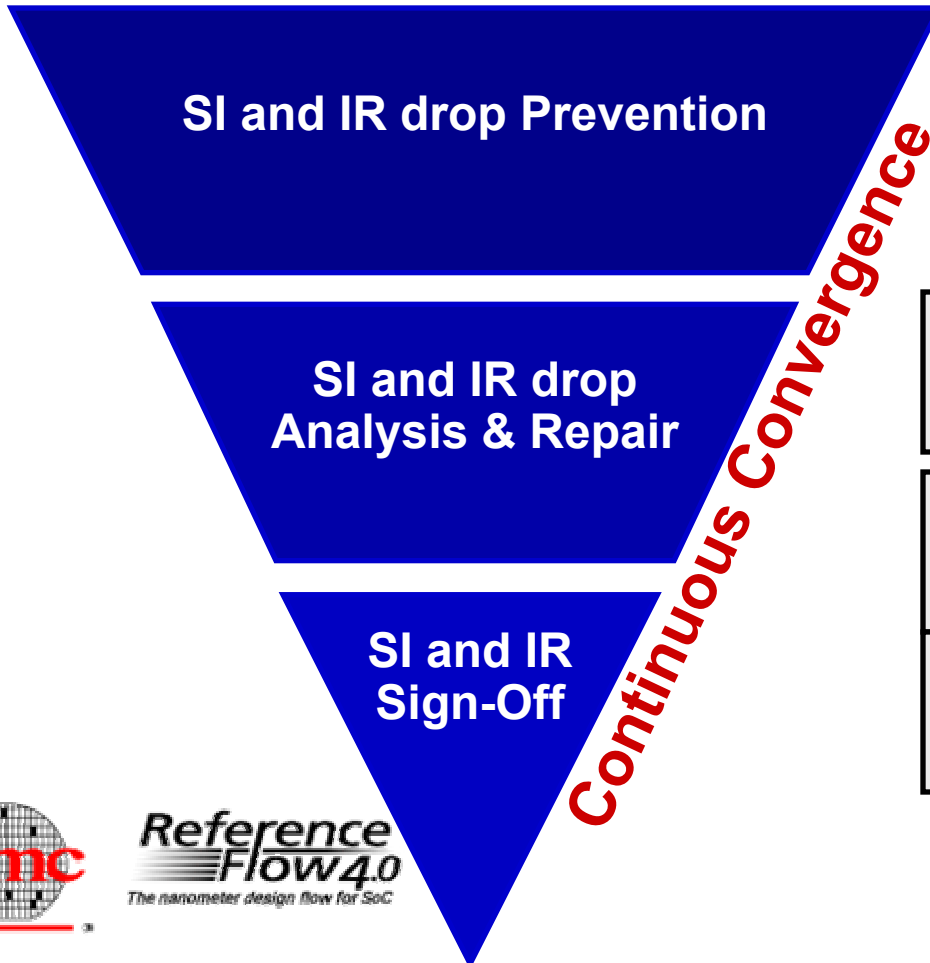 SI and IR drop Prevention
SI and IR drop
Analysis & Repair
SI and IR
Sign-Off
Continuous Convergence
Reference
Flow4.0
The nanometer design flow for SoC